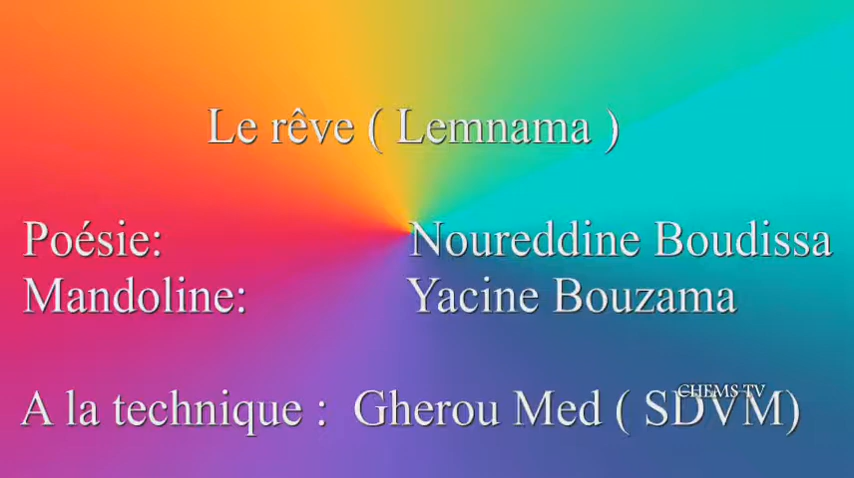 Le rêve ( Lemnama )
Poésie: Noureddine Boudissa
Mandoline: Yacine Bouzama
CHEMS TV
A la technique : Gherou Med ( SDVM)